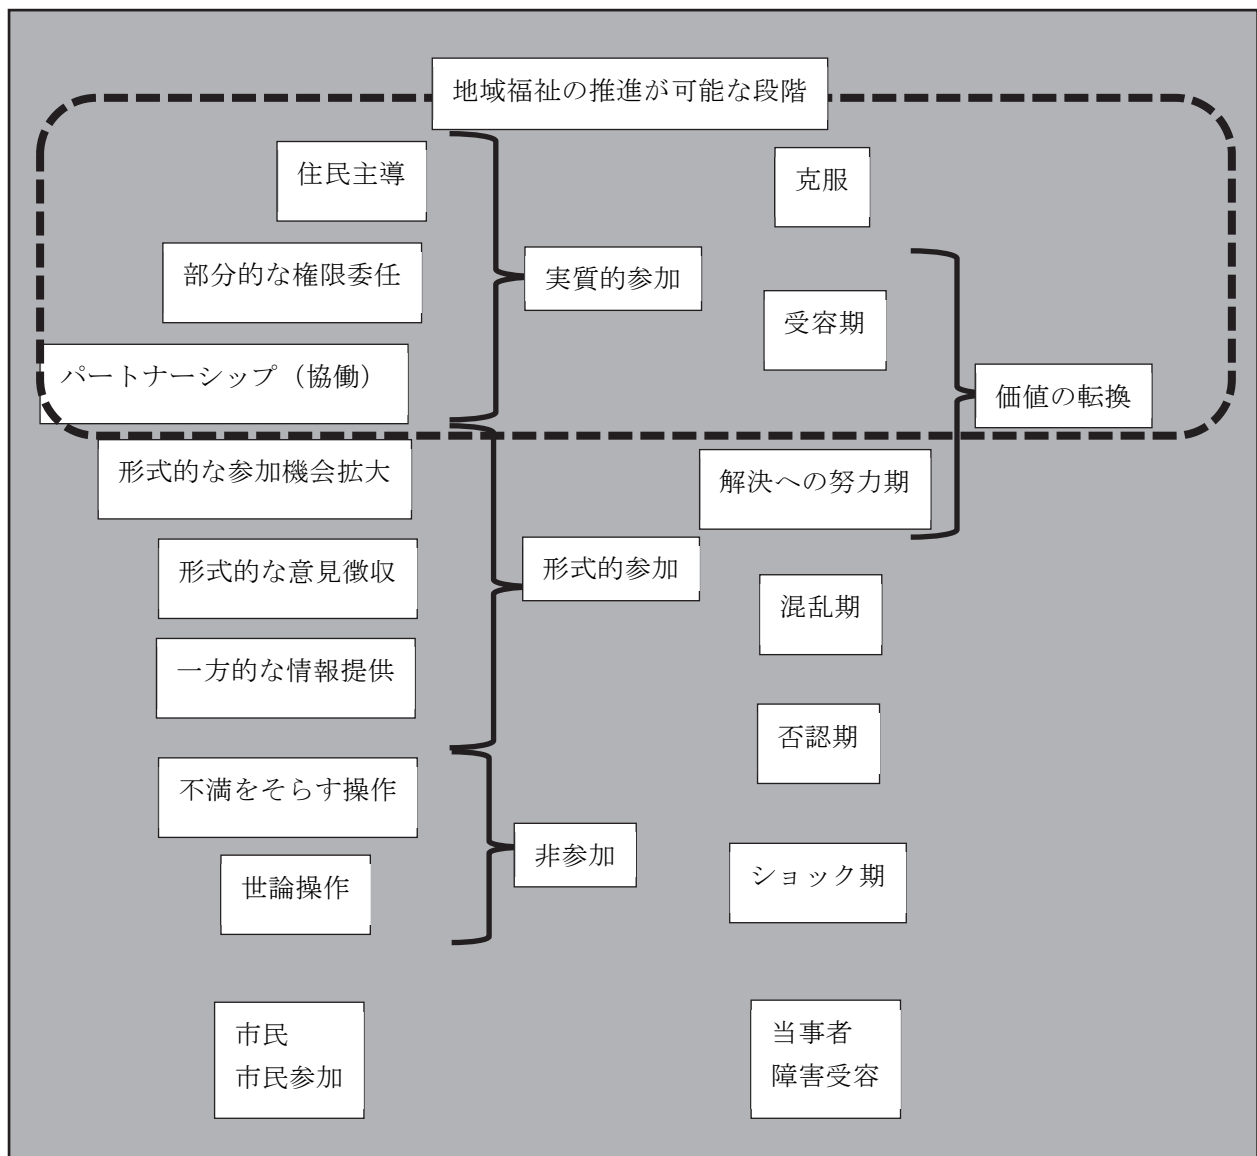 地域福祉の推進が可能な段階
住民主導
部分的な権限委任
パートナーシップ（協働）
実質的参加
形式的な参加機会拡大
形式的な意見徴収
一方的な情報提供
形式的参加
不満をそらす操作
世論操作
非参加
市民
市民参加
克服
受容期
解決への努力期
価値の転換
混乱期
否認期
ショック期
当事者
障害受容